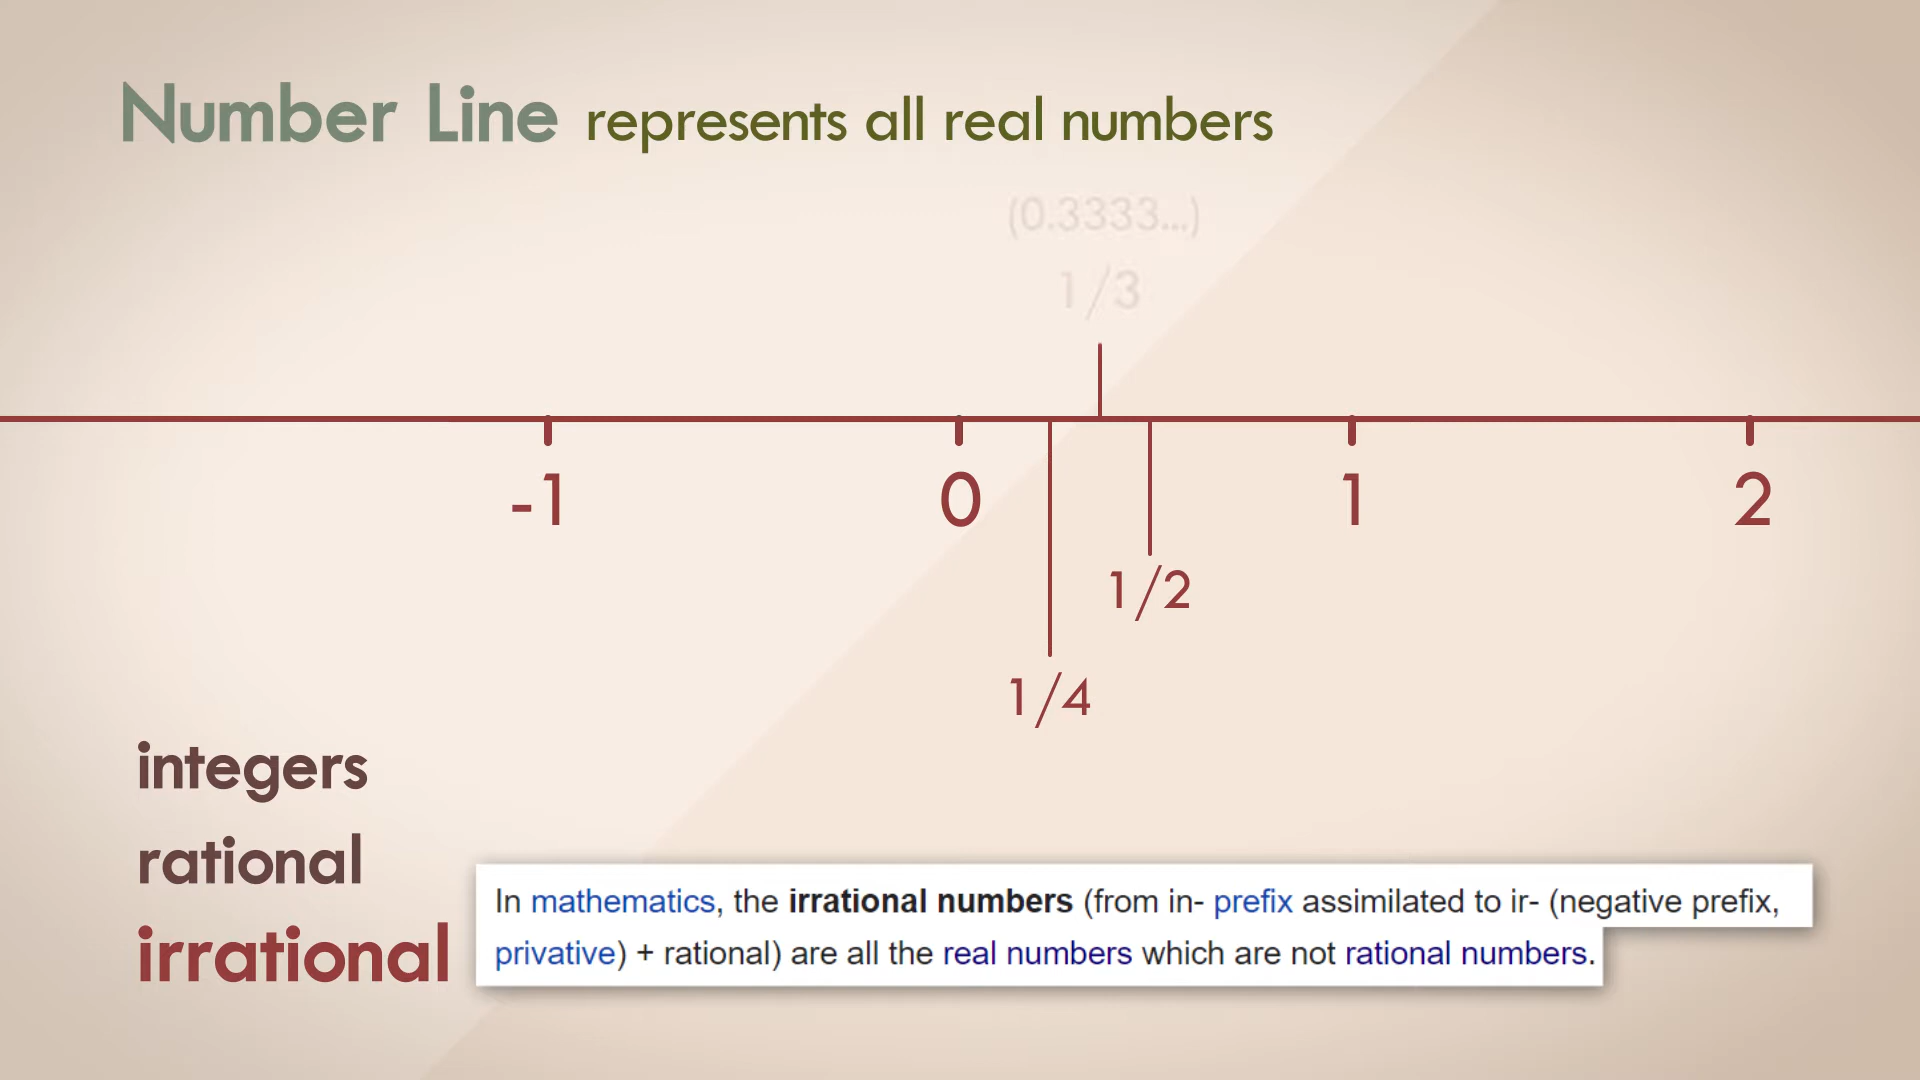 Number Line represents all real numbers
(0.3333...)
1/3
-1 0 1 2
1/2
1/4
integers
rational
irrational
In mathematics, the irrational numbers (from in- prefix assimilated to ir- (negative prefix,
privative) + rational) are all the real numbers which are not rational numbers.